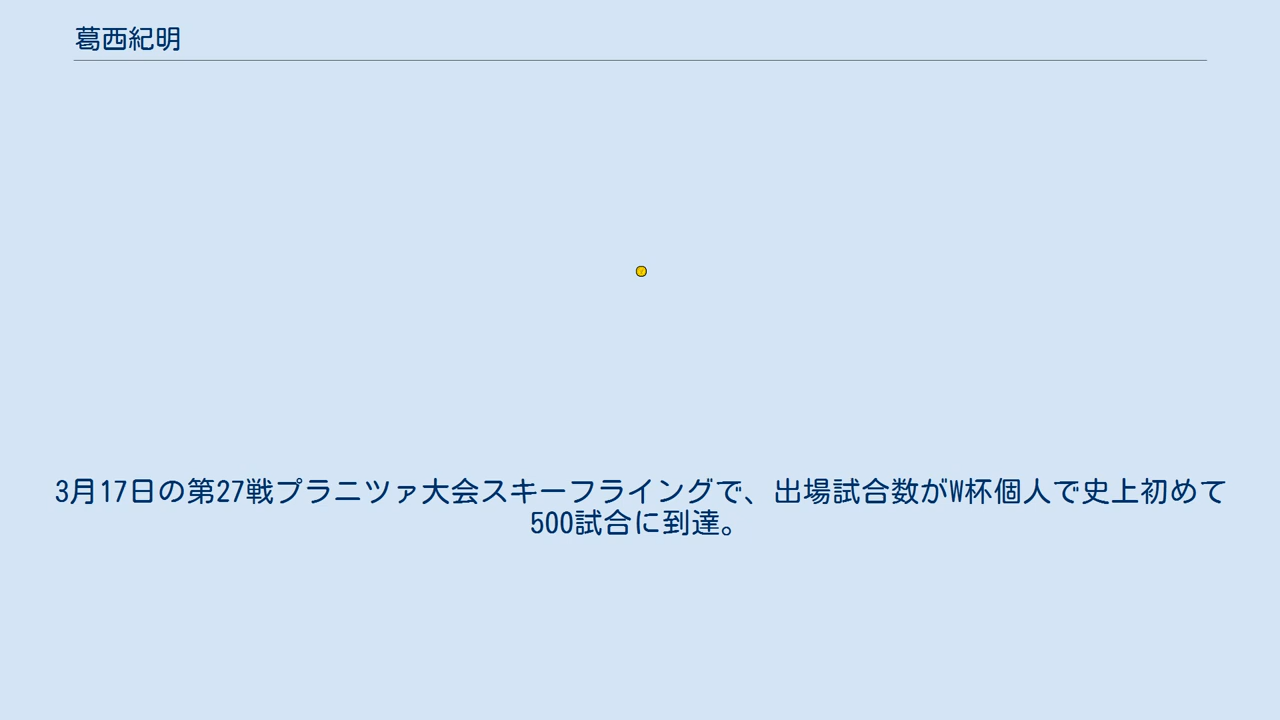 葛西紀明
3月17日の第27戦プラニツァ大会スキーフライングで、出場試合数がW杯個人で史上初めて
500試合に到達。